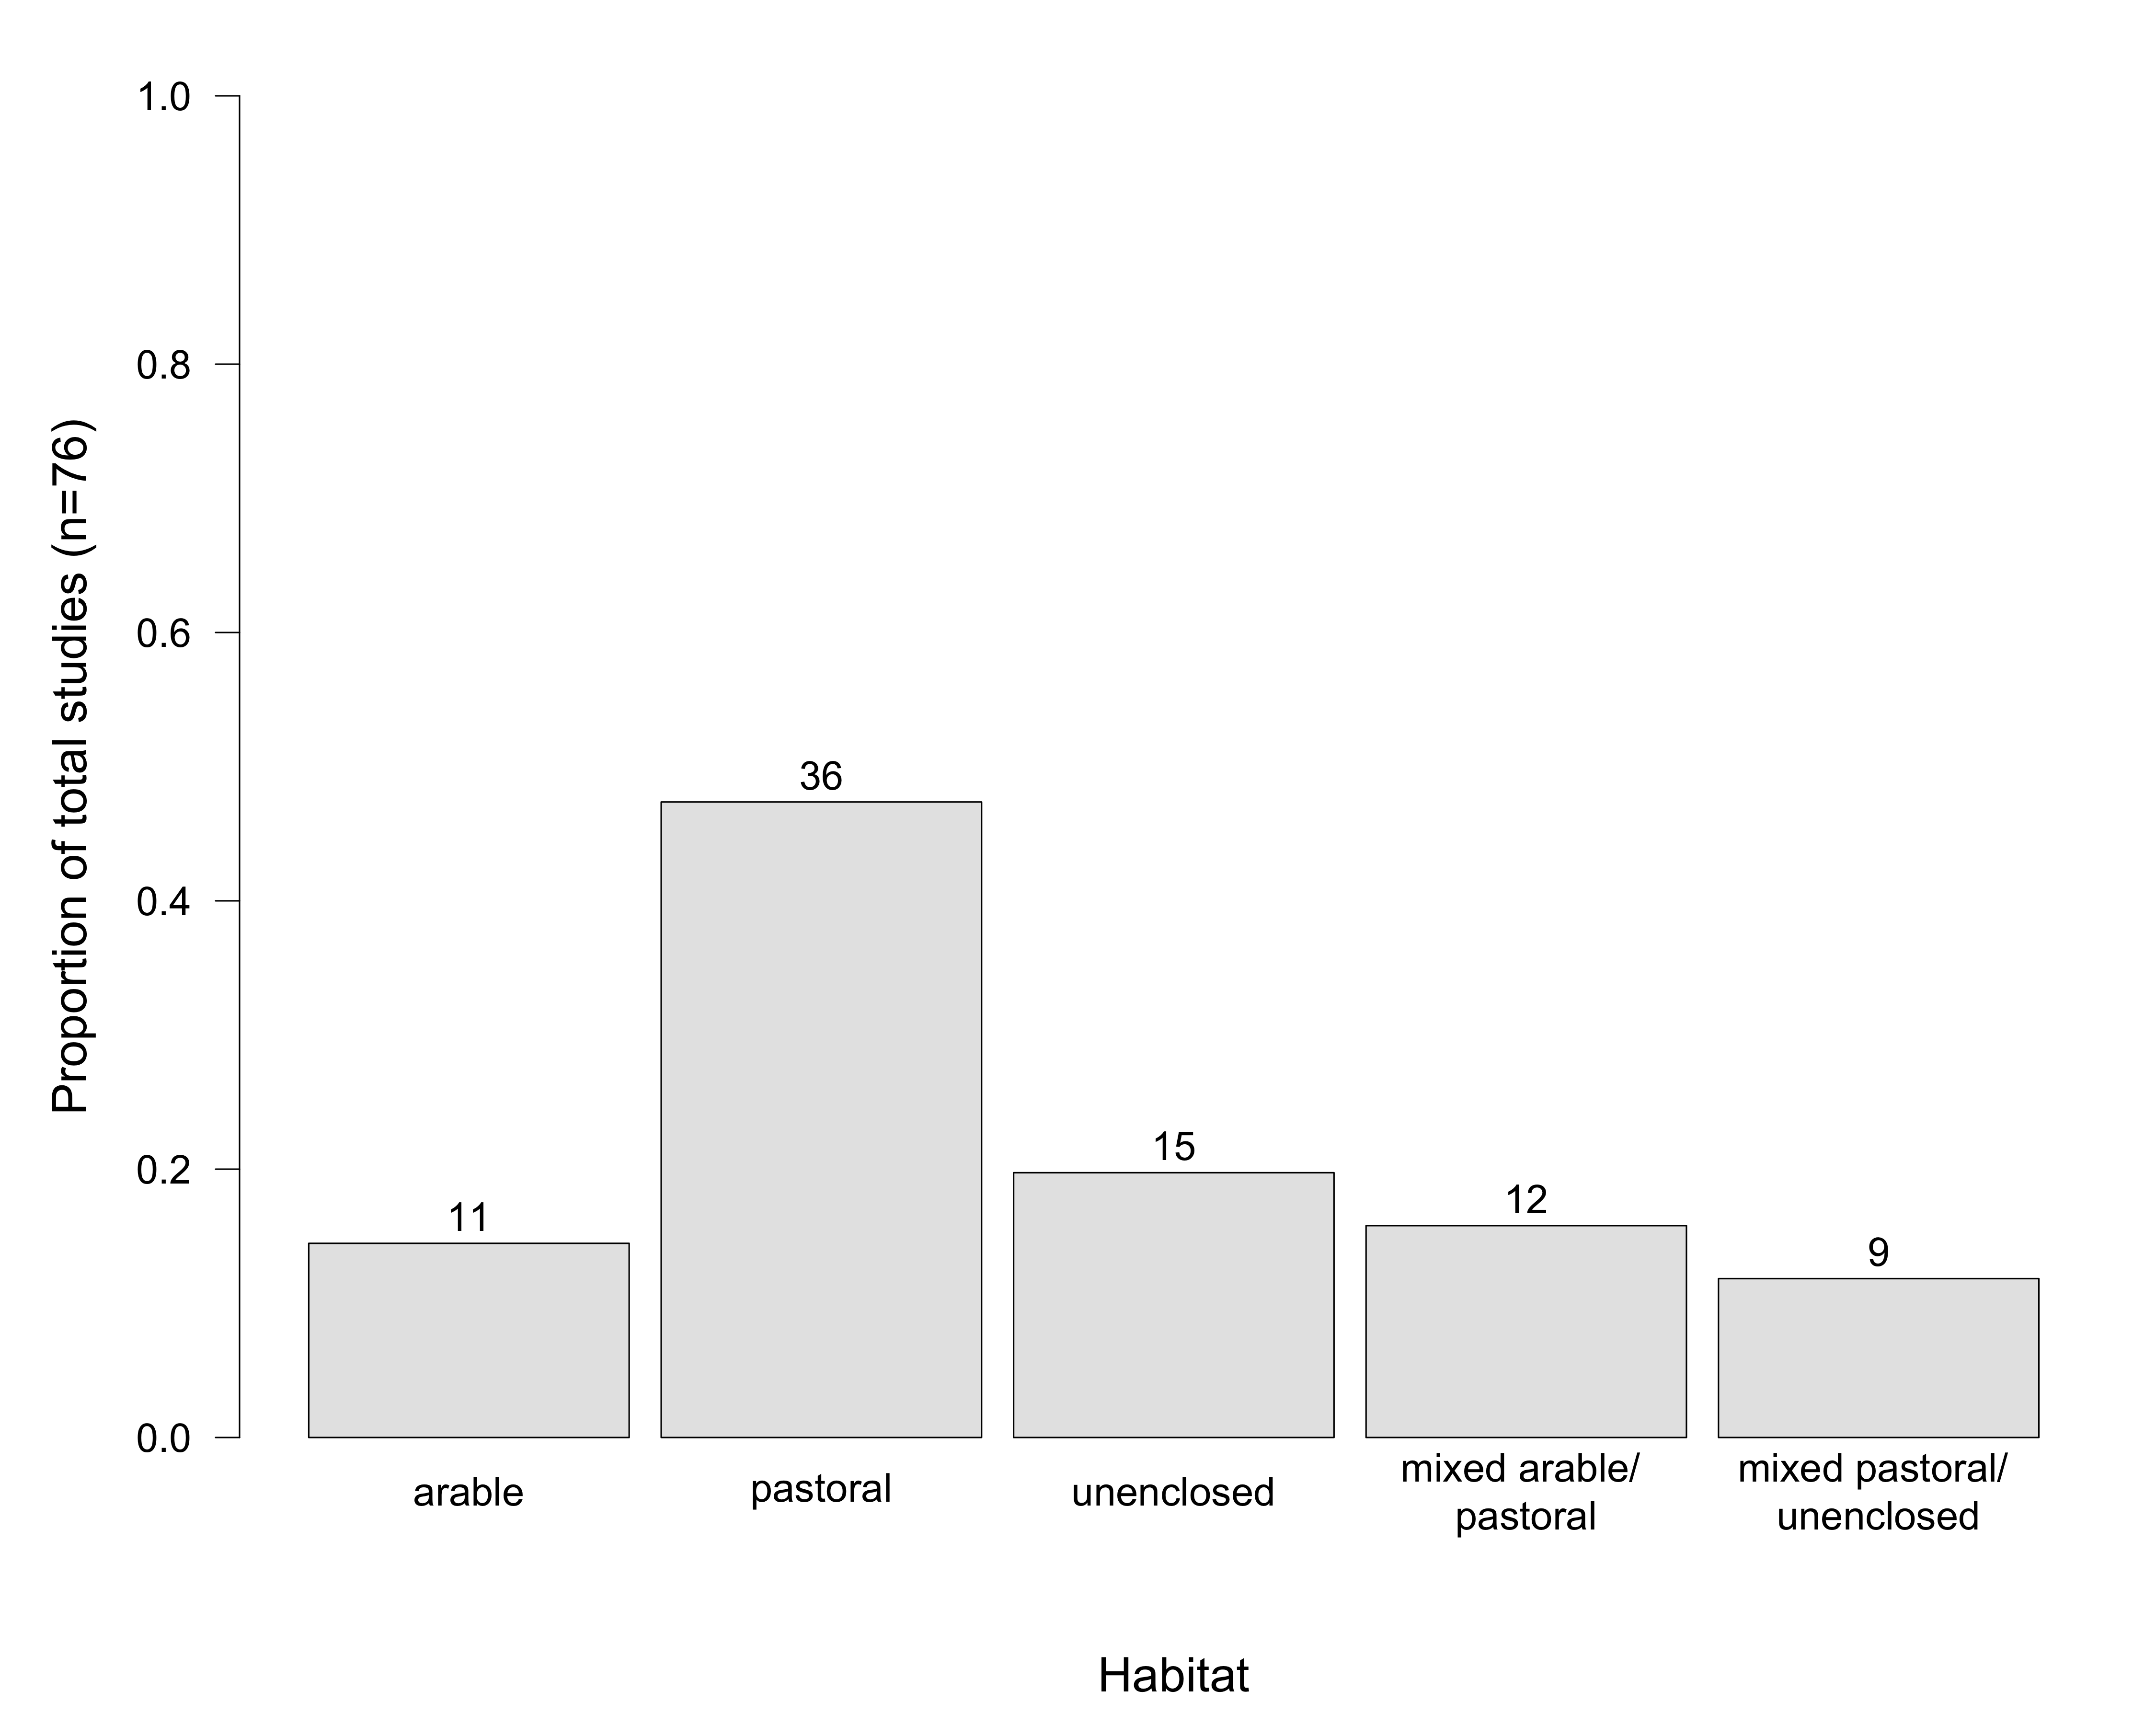 Proportion of total studies (n=76)
1.0
0.8
0.6
0.4
0.2
0.0
11
36
15
12
9
arable
pastoral
unenclosed
mixed arable/
pastoral
mixed pastoral/
unenclosed
Habitat